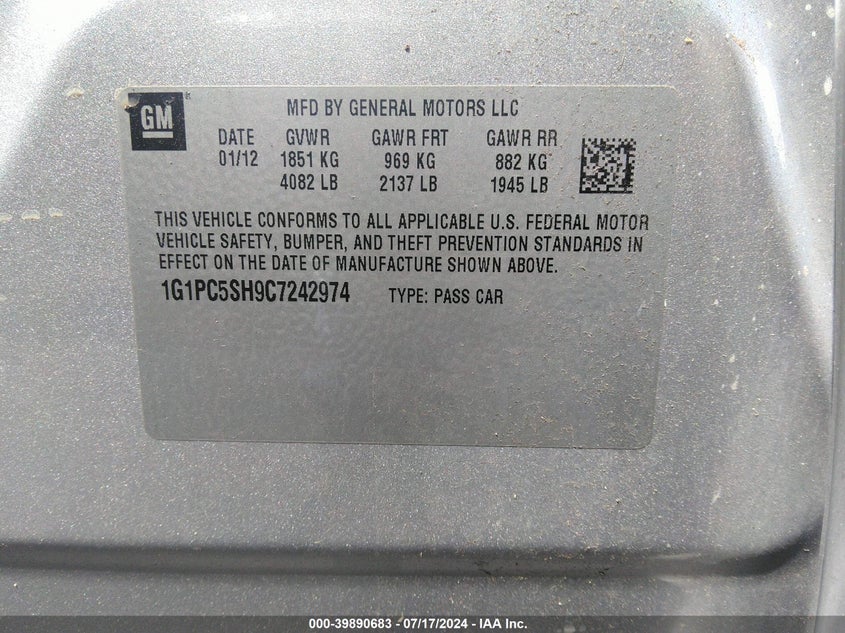 GM
MFD BY GENERAL MOTORS LLC
DATE GVWR GAWR FRT GAWR RR
01/12 1851 KG 969 KG 882 KG
4082 LB 2137 LB 1945 LB
THIS VEHICLE CONFORMS TO ALL APPLICABLE U.S. FEDERAL MOTOR
VEHICLE SAFETY, BUMPER, AND THEFT PREVENTION STANDARDS IN
EFFECT ON THE DATE OF MANUFACTURE SHOWN ABOVE.
1G1PC5SH9C7242974 TYPE: PASS CAR
000-39890683 - 07/17/2024 - IAA Inc.